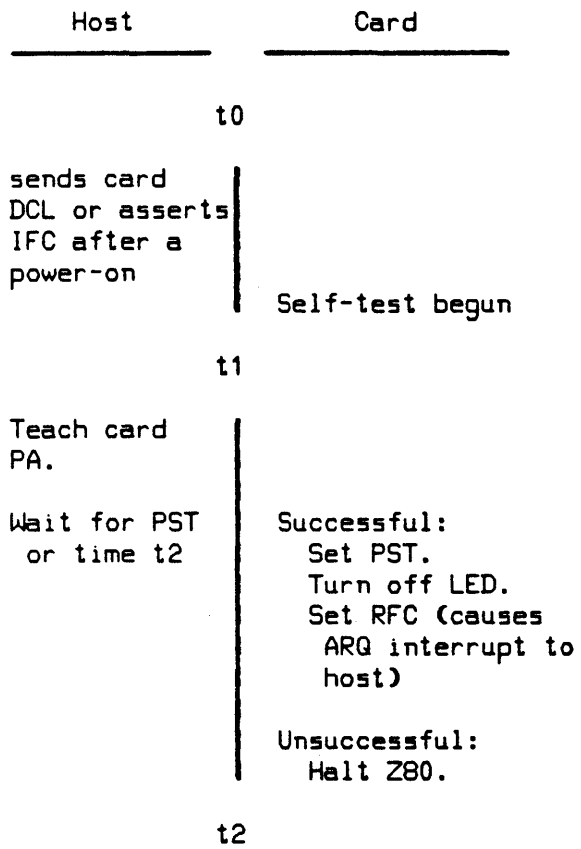 Host Card
t0
sends card
DCL or asserts
IFC after a
power-on
Self-test begun
t1
Teach card
PA.
Wait for PST
or time t2
Successful:
Set PST.
Turn off LED.
Set RFC (causes
ARQ interrupt to
host)
Unsuccessful:
Halt Z80.
t2